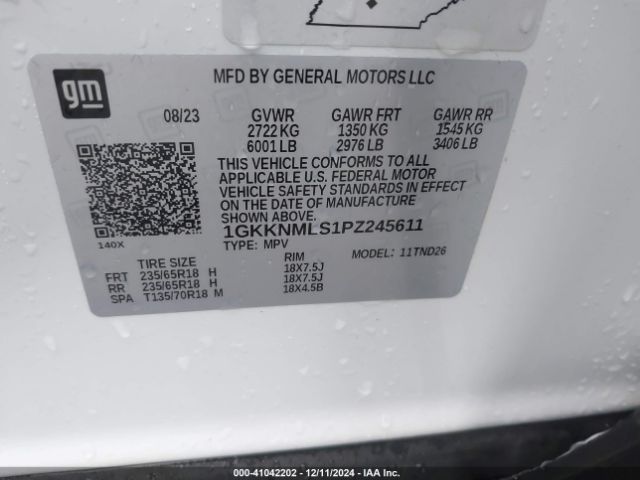 gm
MFD BY GENERAL MOTORS LLC
08/23 GVWR GAWR FRT GAWR RR
2722 KG 1350 KG 1545 KG
6001 LB 2976 LB 3406 LB
THIS VEHICLE CONFORMS TO ALL
APPLICABLE U.S. FEDERAL MOTOR
VEHICLE SAFETY STANDARDS IN EFFECT
ON THE DATE OF MANUFACTURE
SHOWN ABOVE.
1GKKNMLS1PZ245611
140X
TYPE: MPV MODEL: 11TND26
TIRE SIZE RIM
FRT 235/65R18 H 18X7.5J
RR 235/65R18 H 18X7.5J
SPA T135/70R18 M 18X4.5B
000-41042202 - 12/11/2024 - IAA Inc.